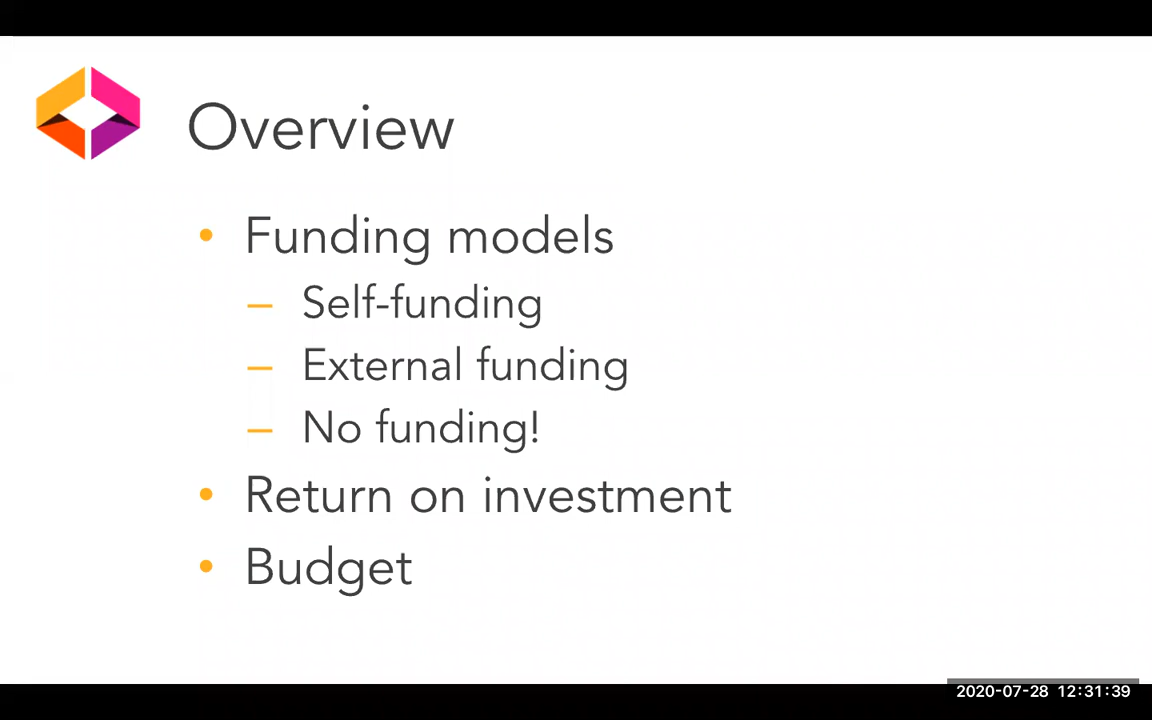 Overview
• Funding models
– Self-funding
– External funding
– No funding!
• Return on investment
• Budget
2020-07-28 12:31:39